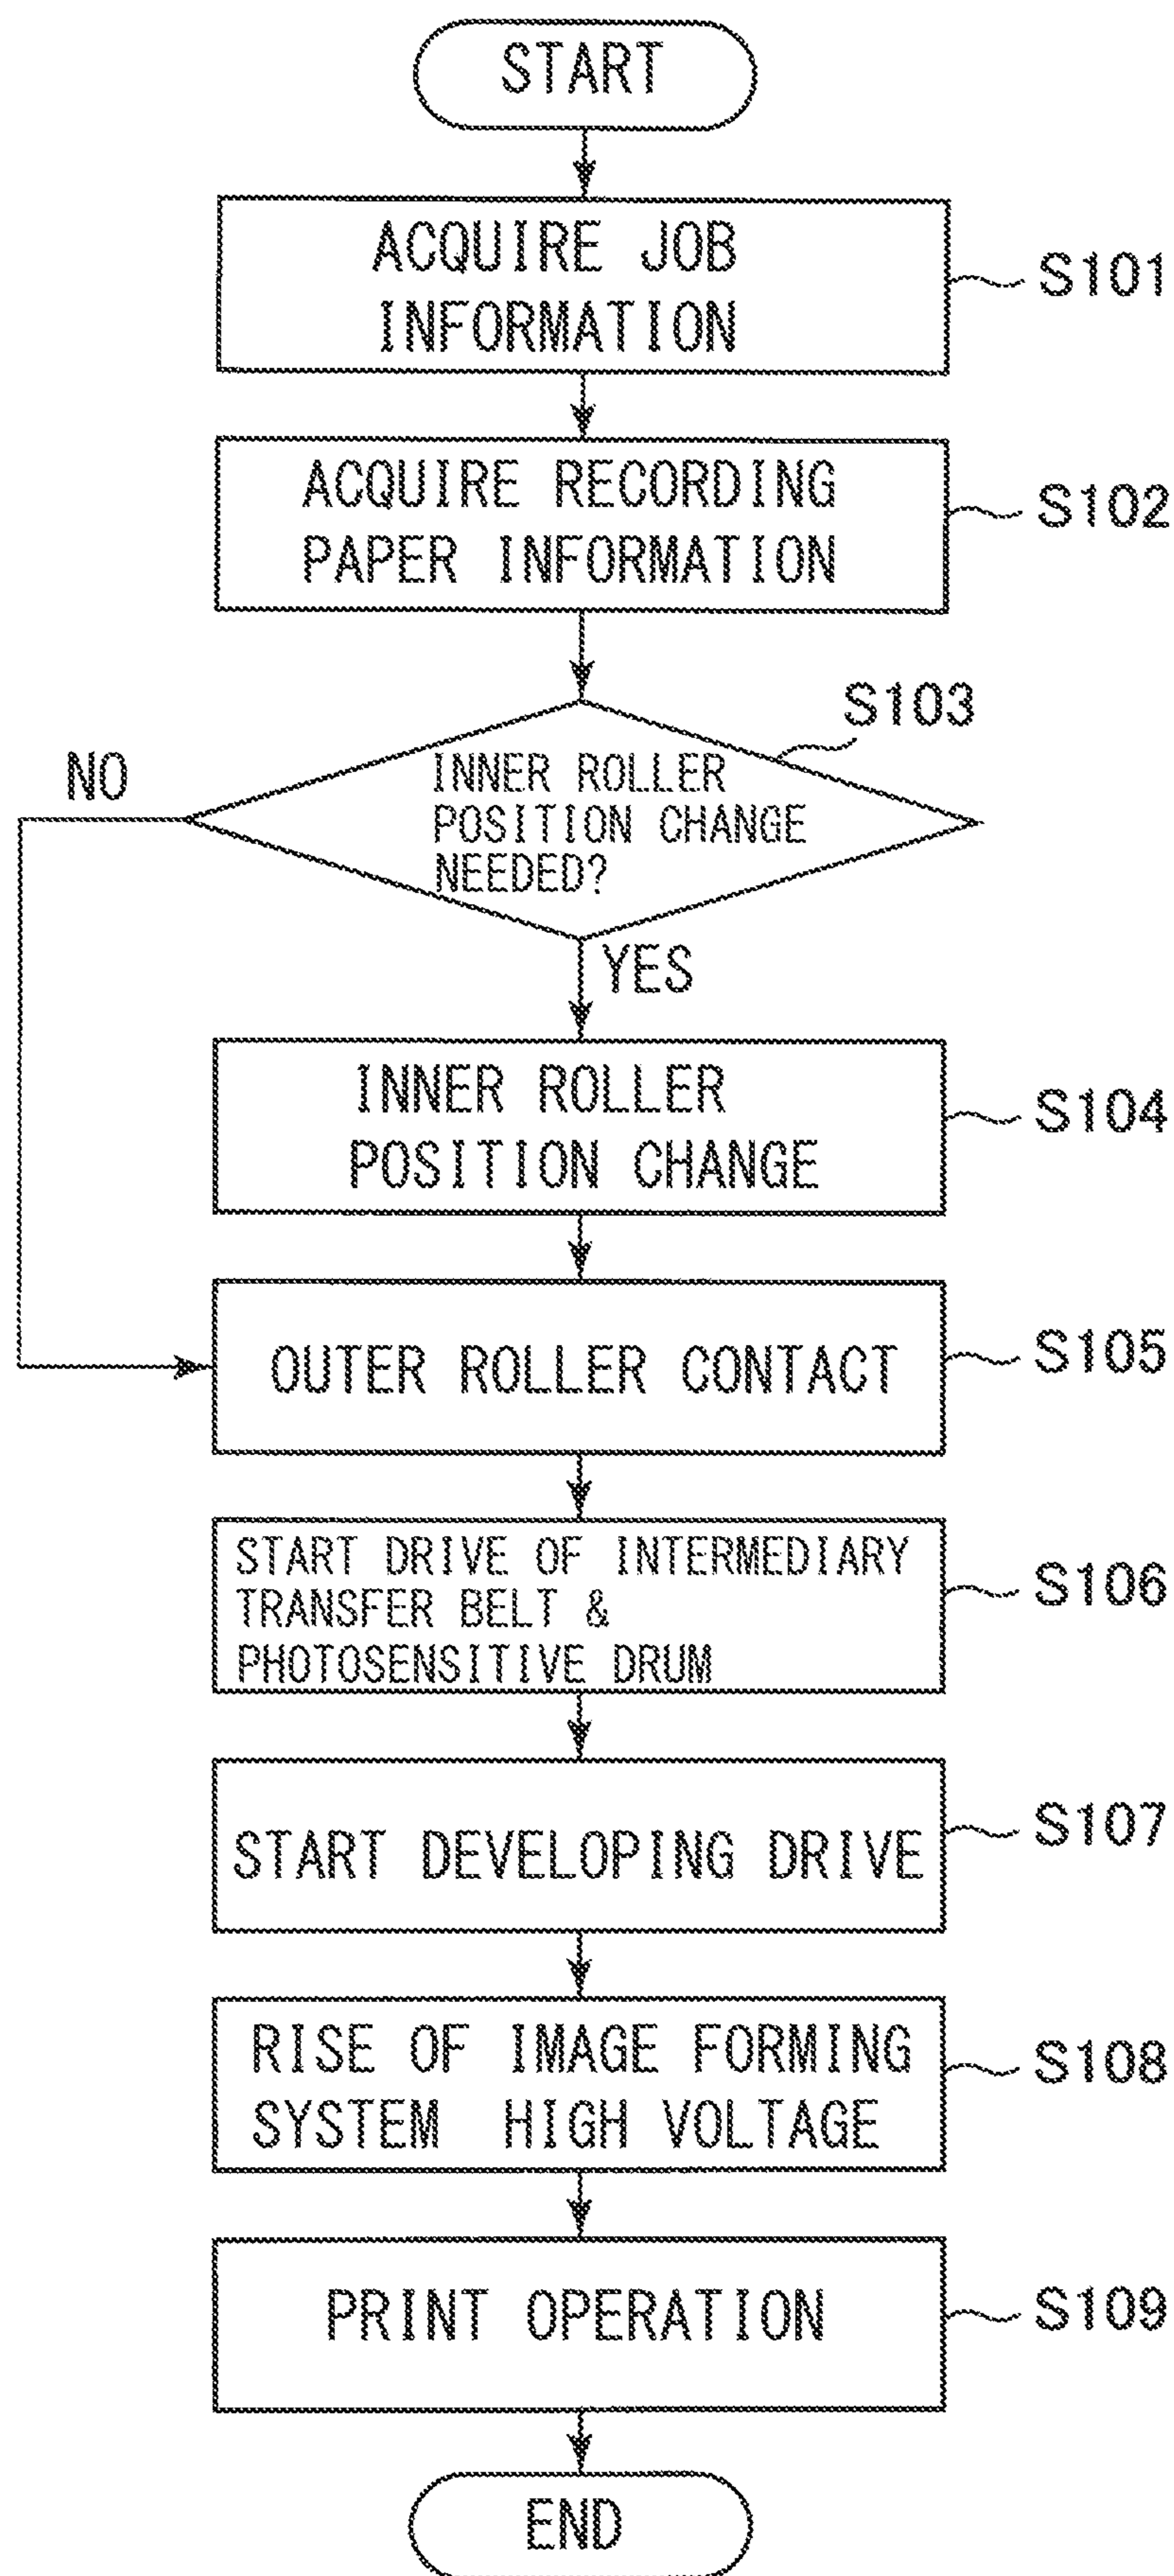 START
ACQUIRE JOB
INFORMATION
S101
ACQUIRE RECORDING
PAPER INFORMATION
S102
S103
NO
INNER ROLLER
POSITION CHANGE
NEEDED?
YES
INNER ROLLER
POSITION CHANGE
S104
OUTER ROLLER CONTACT
S105
START DRIVE OF INTERMEDIARY
TRANSFER BELT &
PHOTOSENSITIVE DRUM
S106
START DEVELOPING DRIVE
S107
RISE OF IMAGE FORMING
SYSTEM HIGH VOLTAGE
S108
PRINT OPERATION
S109
END